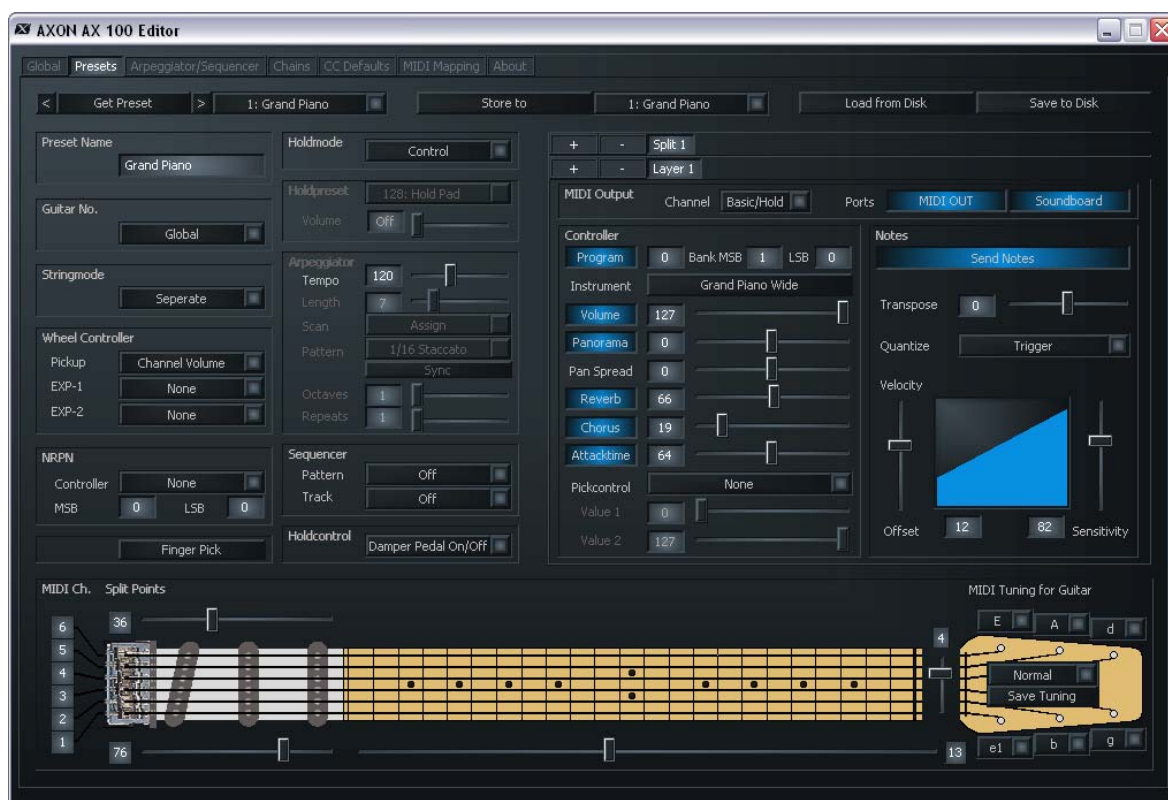 AXON AX 100 Editor
Global Presets Arpeggiator/Sequencer Chains CC Defaults MIDI Mapping About
< Get Preset > 1: Grand Piano Store to 1: Grand Piano Load from Disk Save to Disk
Preset Name
Grand Piano
Guitar No.
Global
Stringmode
Seperate
Wheel Controller
Pickup Channel Volume
EXP-1 None
EXP-2 None
NRPN
Controller None
MSB 0 LSB 0
Finger Pick
Holdmode
Control
Holdpreset 128: Hold Pad
Volume Off
Arpeggiator
Tempo 120
Length 7
Scan Assign
Pattern 1/16 Staccato
Sync
Octaves 1
Repeats 1
Sequencer
Pattern Off
Track Off
Holdcontrol
Damper Pedal On/Off
+ - Split 1
+ - Layer 1
MIDI Output Channel Basic/Hold Ports MIDI OUT Soundboard
Controller
Program 0 Bank MSB 1 LSB 0
Instrument Grand Piano Wide
Volume 127
Panorama 0
Pan Spread 0
Reverb 66
Chorus 19
Attacktime 64
Pickcontrol None
Value 1 0
Value 2 127
Notes
Send Notes
Transpose 0
Quantize Trigger
Velocity
Offset 12 82 Sensitivity
MIDI Ch. Split Points
36
6
5
4
3
2
1
76
4
13
MIDI Tuning for Guitar
E A d
Normal
Save Tuning
e1 b g